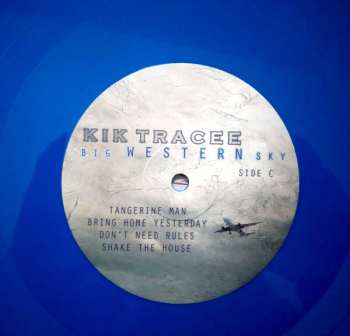 KIK TRACEE
BIG WESTERN SKY
SIDE C
TANGERINE MAN
BRING HOME YESTERDAY
DON'T NEED RULES
SHAKE THE HOUSE